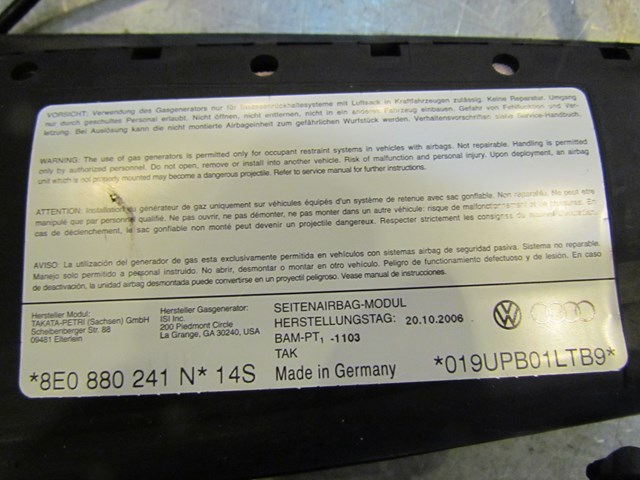 VORSICHT: Verwendung des Gasgenerators nur für Insassenrückhaltesysteme mit Luftsack in Kraftfahrzeugen zulässig. Keine Reparatur. Umgang
nur durch geschultes Personal erlaubt. Nicht öffnen, nicht entfernen, nicht in ein anderes Fahrzeug einbauen. Gefahr von Fehlfunktion und Ver-
letzung. Bei Auslösung kann die nicht montierte Airbageinheit zum gefährlichen Wurfstück werden. Verhaltensvorschriften siehe Service-Handbuch.
WARNING: The use of gas generators is permitted only for occupant restraint systems in vehicles with airbags. Not repairable. Handling is permitted
only by authorized personnel. Do not open, remove or install into another vehicle. Risk of malfunction and personal injury. Upon deployment, an airbag
unit which is not properly mounted may become a dangerous projectile. Refer to service manual for further instructions.
ATTENTION: Installation du générateur de gaz uniquement sur véhicules équipés d'un système de retenue avec sac gonflable. Non reparable. Ne peut être
manipulé que par personnel qualifié. Ne pas ouvrir, ne pas démonter, ne pas monter dans un autre véhicule: risque de malfonctionnement et de blessures. En
cas de déclenchement, le sac gonflable non monté peut devenir un projectile dangereux. Respecter strictement les consignes du manuel d'entretien.
AVISO: La utilización del generador de gas esta exclusivamente permitida en vehículos con sistemas airbag de seguridad pasiva. Sistema no reparable.
Manejo solo permitido a peesonal instruido. No abrir, desmontar o montar en otro vehículo. Peligro de funcionamiento defectuoso y de lesión. En caso
de deactivación, la unidad airbag desmontada puede convertirse en un proyectil peligroso. Vease manual de instrucciones.
Hersteller Modul:
TAKATA-PETRI (Sachsen) GmbH
Scheibenberger Str. 88
09481 Elterlein
Hersteller Gasgenerator:
ISI Inc.
200 Piedmont Circle
La Grange, GA 30240, USA
SEITENAIRBAG-MODUL
HERSTELLUNGSTAG: 20.10.2006
BAM-PT₁ -1103
TAK
Made in Germany
*8E0 880 241 N* 14S
*019UPB01LTB9*